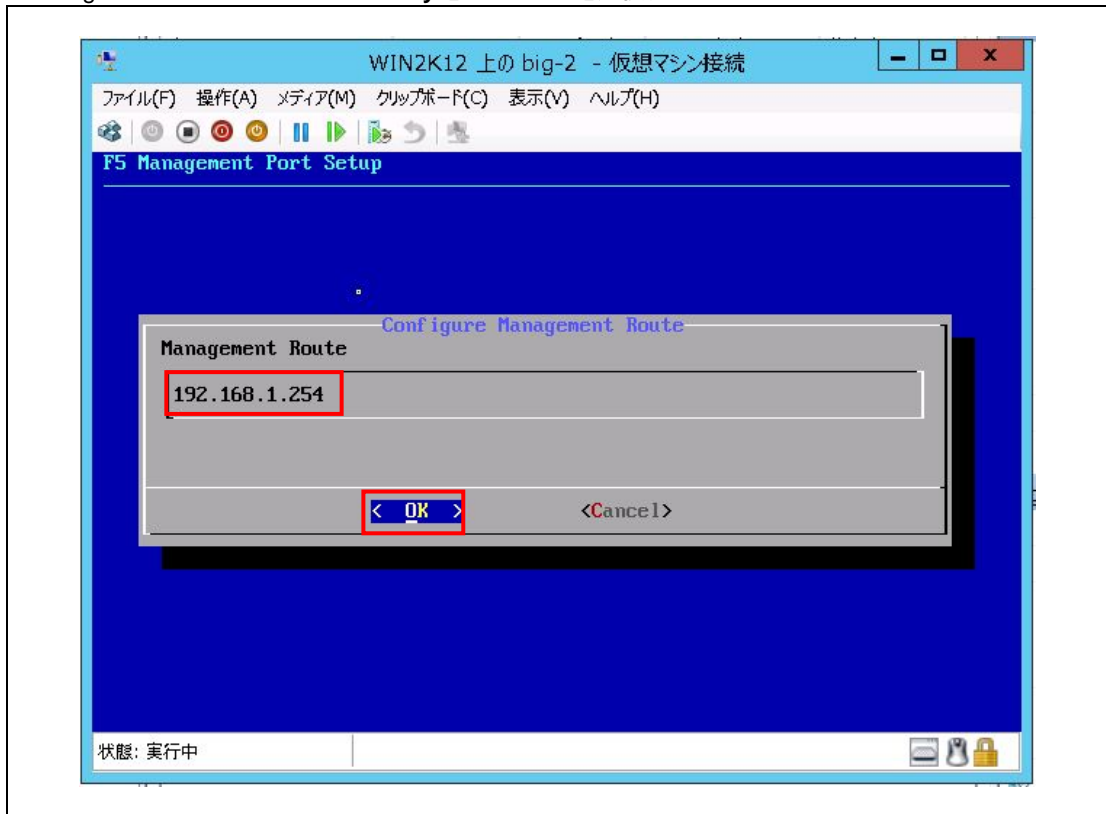 WIN2K12 上の big-2 - 仮想マシン接続
ファイル(F) 操作(A) メディア(M) クリップボード(C) 表示(V) ヘルプ(H)
F5 Management Port Setup
Configure Management Route
Management Route
192.168.1.254
< OK > <Cancel>
状態: 実行中